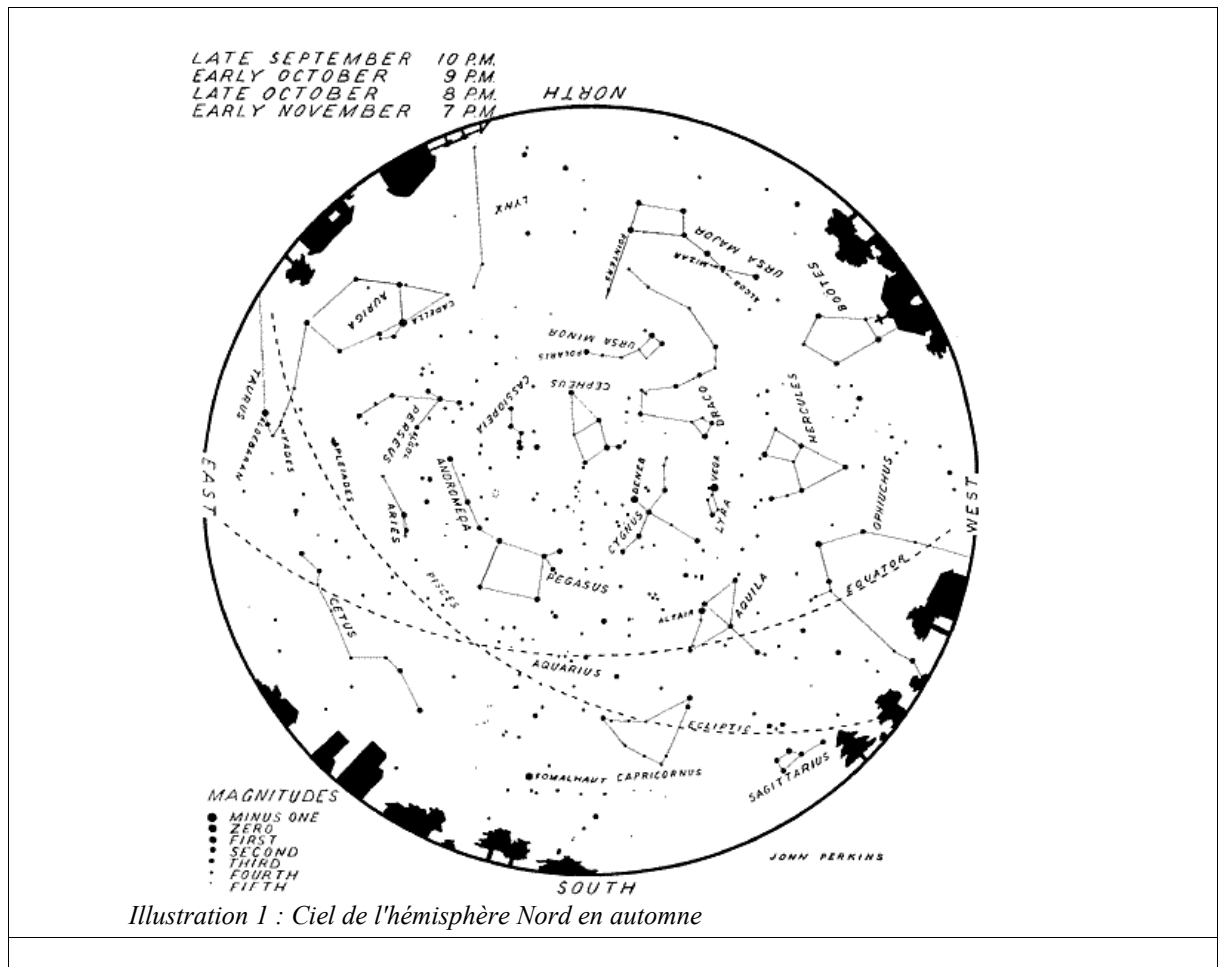 LATE SEPTEMBER 10 P.M.
EARLY OCTOBER 9 P.M.
LATE OCTOBER 8 P.M.
EARLY NOVEMBER 7 P.M.
NORTH
LYNX
URSA MAJOR
POINTERS
MIZAR
ALCOR
BOÖTES
AURIGA
CAPELLA
URSA MINOR
POLARIS
CEPHEUS
CASSIOPEIA
TAURUS
ALDEBARAN
HYADES
PLEIADES
PERSEUS
ALGOL
DRACO
HERCULES
ANDROMEDA
ARIES
DENEB
CYGNUS
VEGA
LYRA
OPHIUCHUS
EAST
WEST
PISCES
PEGASUS
EQUATOR
CETUS
ALTAIR
AQUILA
AQUARIUS
ECLIPTIC
FOMALHAUT
CAPRICORNUS
SAGITTARIUS
MAGNITUDES
MINUS ONE
ZERO
FIRST
SECOND
THIRD
FOURTH
FIFTH
JOHN PERKINS
SOUTH
Illustration 1 : Ciel de l'hémisphère Nord en automne